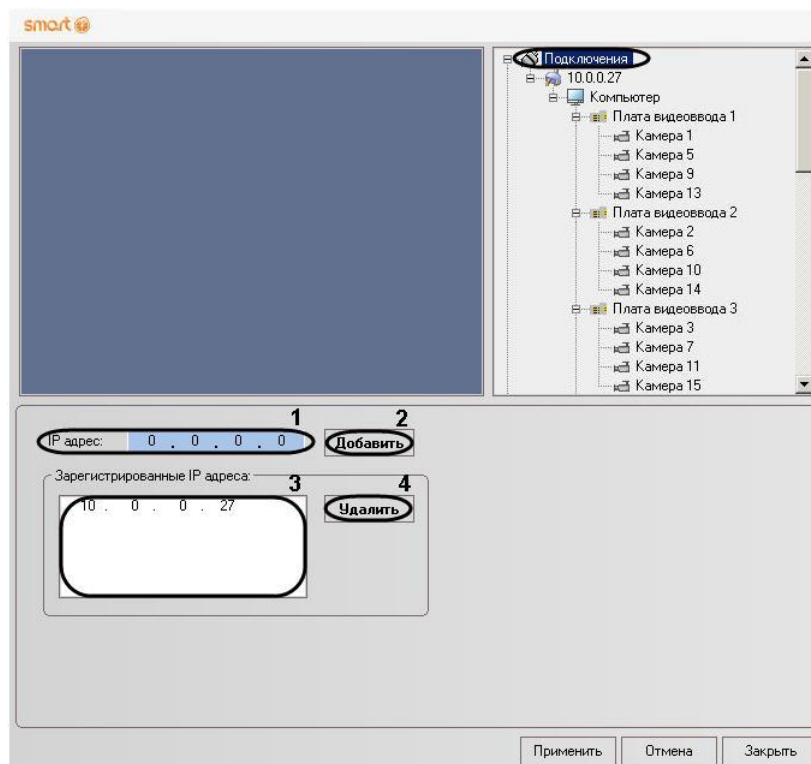 smart
Подключения
10.0.0.27
Компьютер
Плата видеоввода 1
Камера 1
Камера 5
Камера 9
Камера 13
Плата видеоввода 2
Камера 2
Камера 6
Камера 10
Камера 14
Плата видеоввода 3
Камера 3
Камера 7
Камера 11
Камера 15
1 2
IP адрес: 0 . 0 . 0 . 0 Добавить
Зарегистрированные IP адреса: 3 4
10 . 0 . 0 . 27 Удалить
Применить Отмена Закрыть